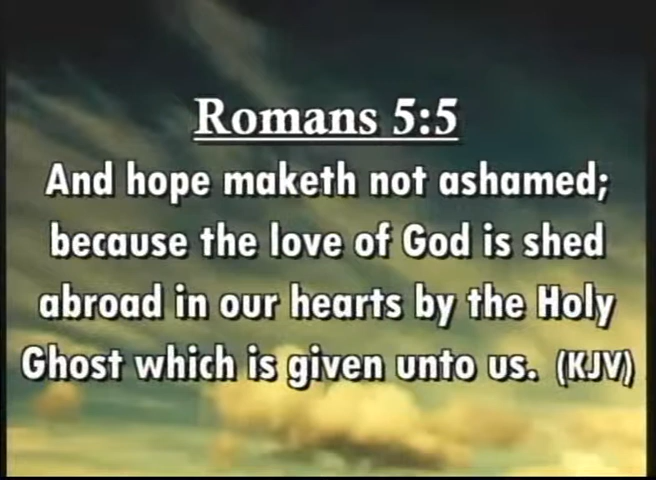 Romans 5:5
And hope maketh not ashamed;
because the love of God is shed
abroad in our hearts by the Holy
Ghost which is given unto us. (KJV)